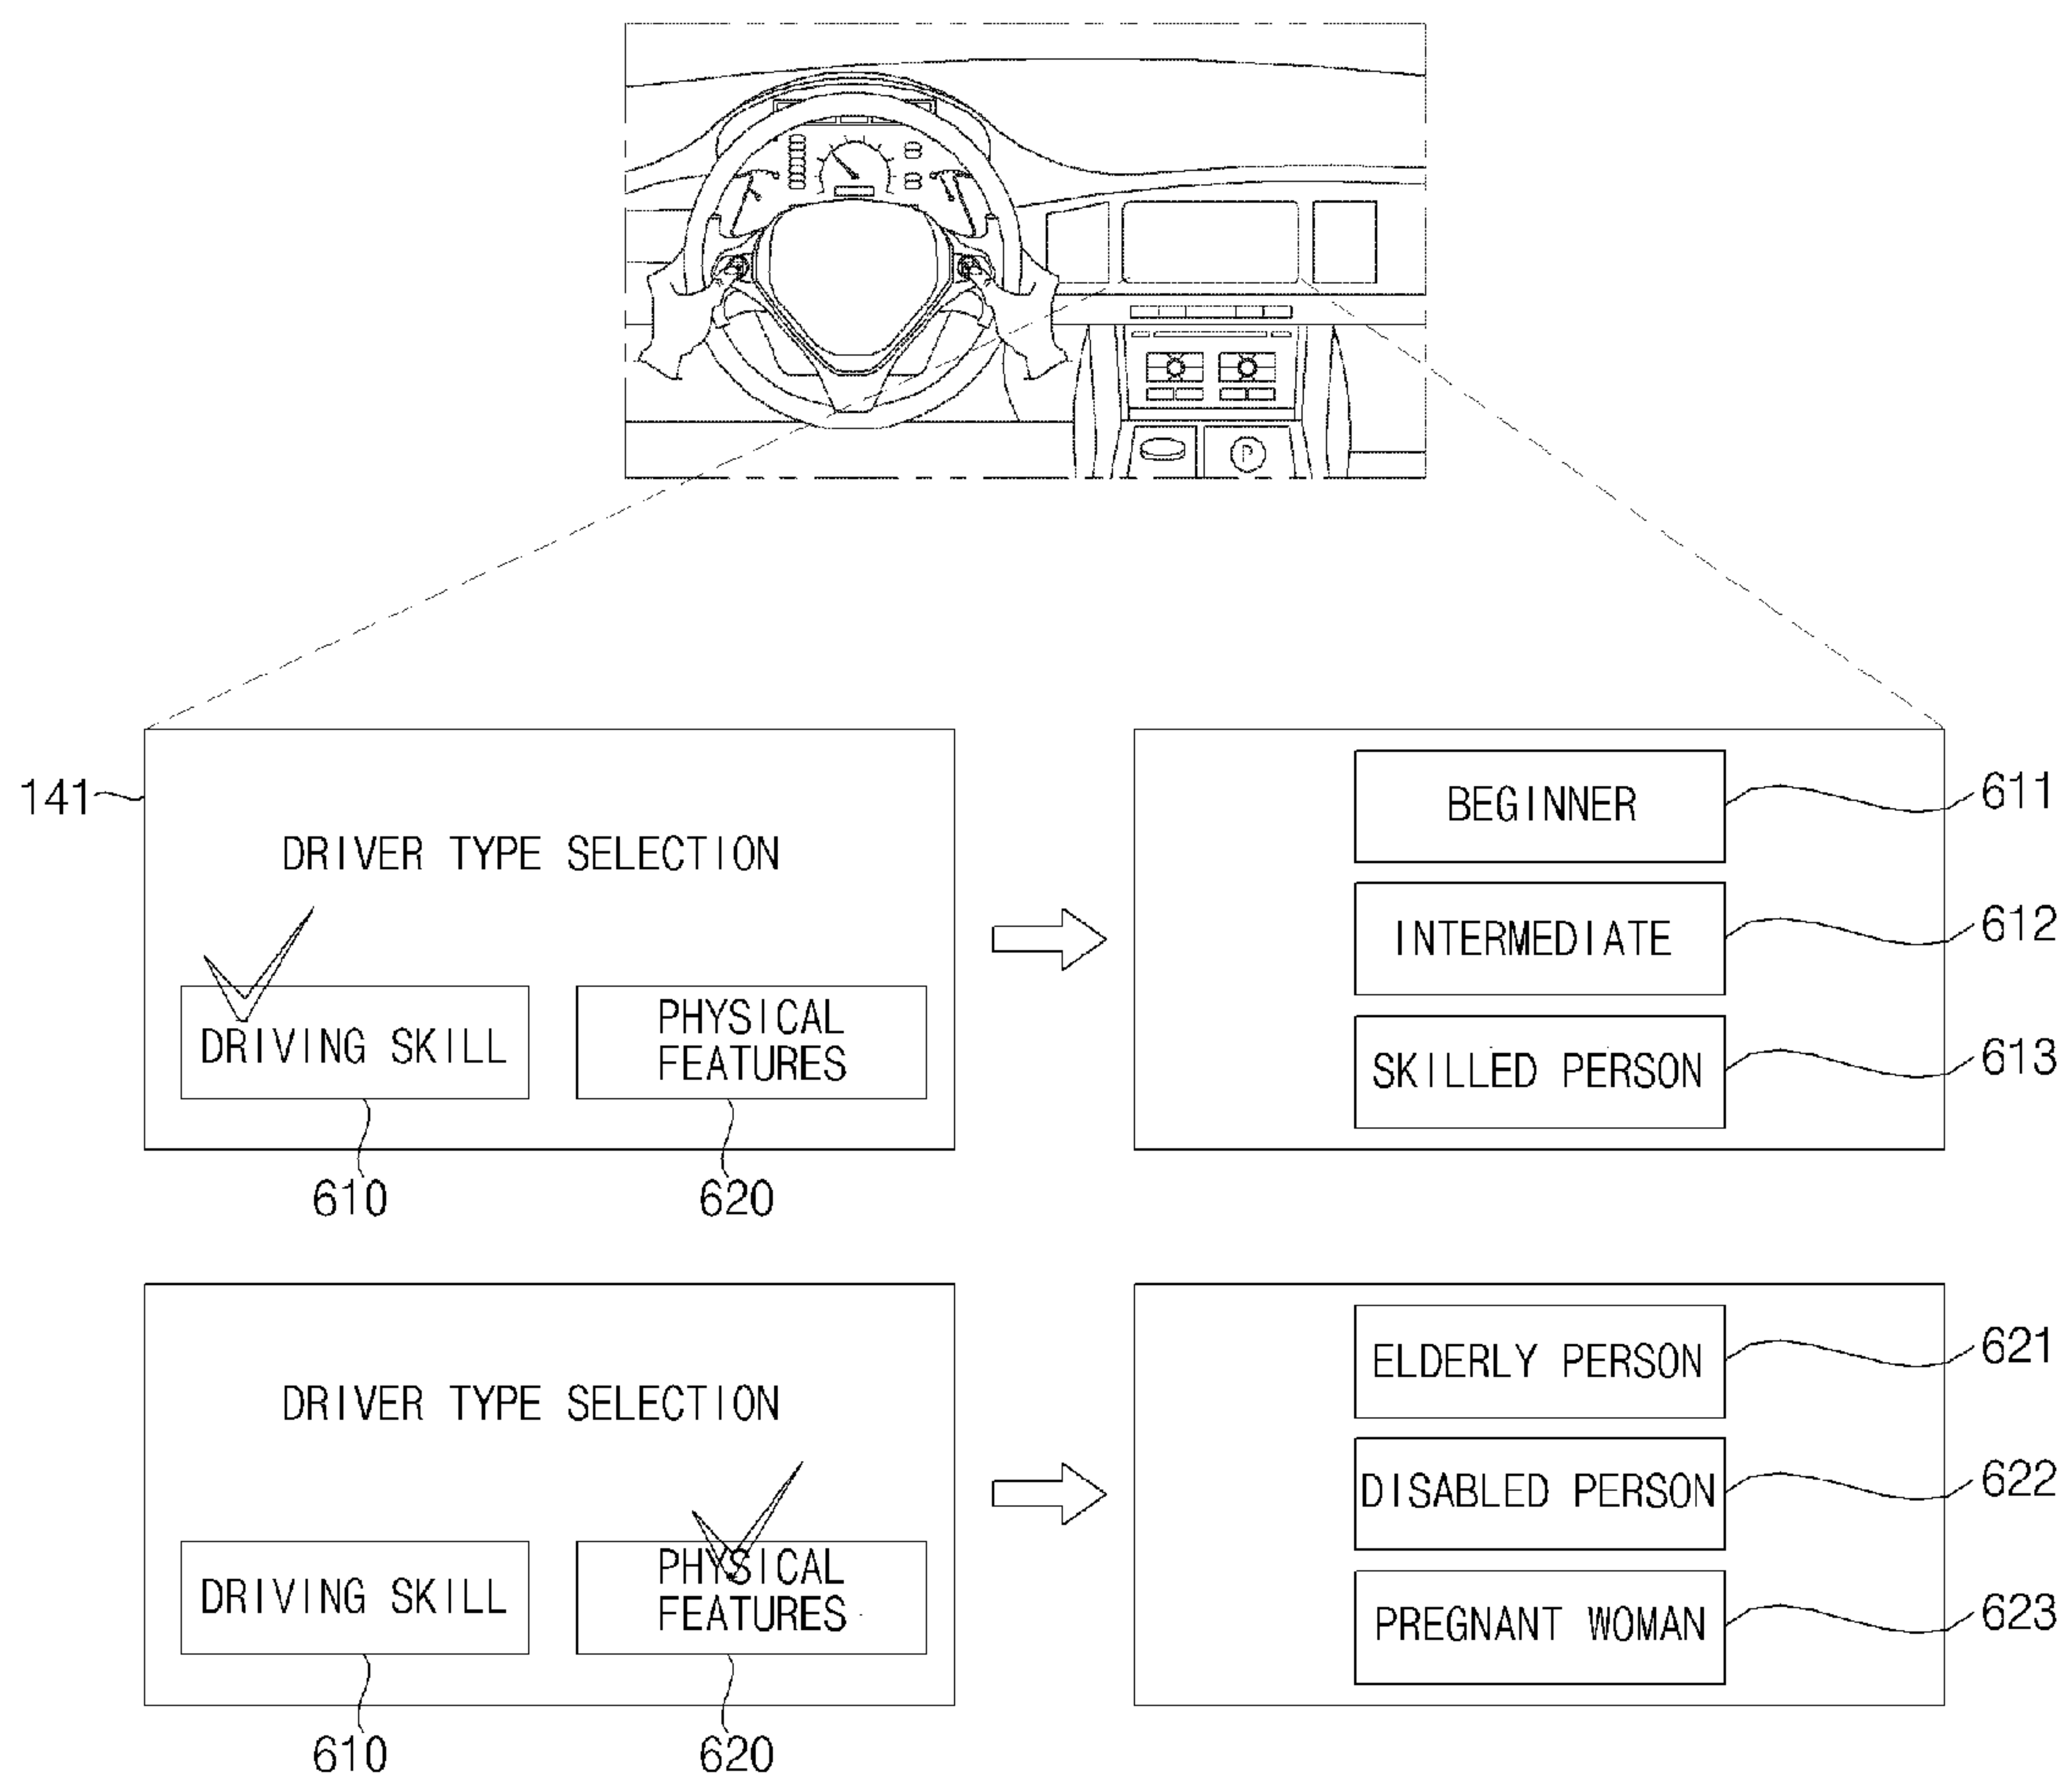 P
141
DRIVER TYPE SELECTION
DRIVING SKILL
PHYSICAL
FEATURES
610
620
BEGINNER
611
INTERMEDIATE
612
SKILLED PERSON
613
DRIVER TYPE SELECTION
DRIVING SKILL
PHYSICAL
FEATURES
610
620
ELDERLY PERSON
621
DISABLED PERSON
622
PREGNANT WOMAN
623